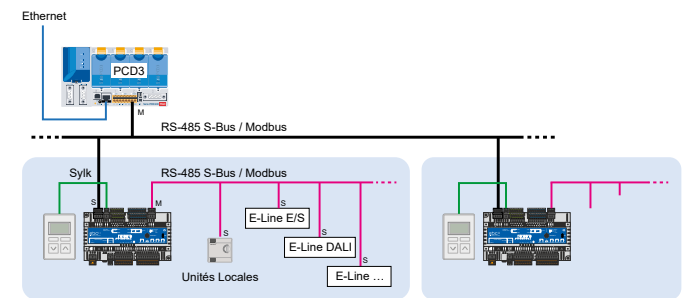 Ethernet
PCD3
M
RS-485 S-Bus / Modbus
Sylk
RS-485 S-Bus / Modbus
S
M
S
E-Line E/S
S
S
E-Line DALI
S
Unités Locales
E-Line …